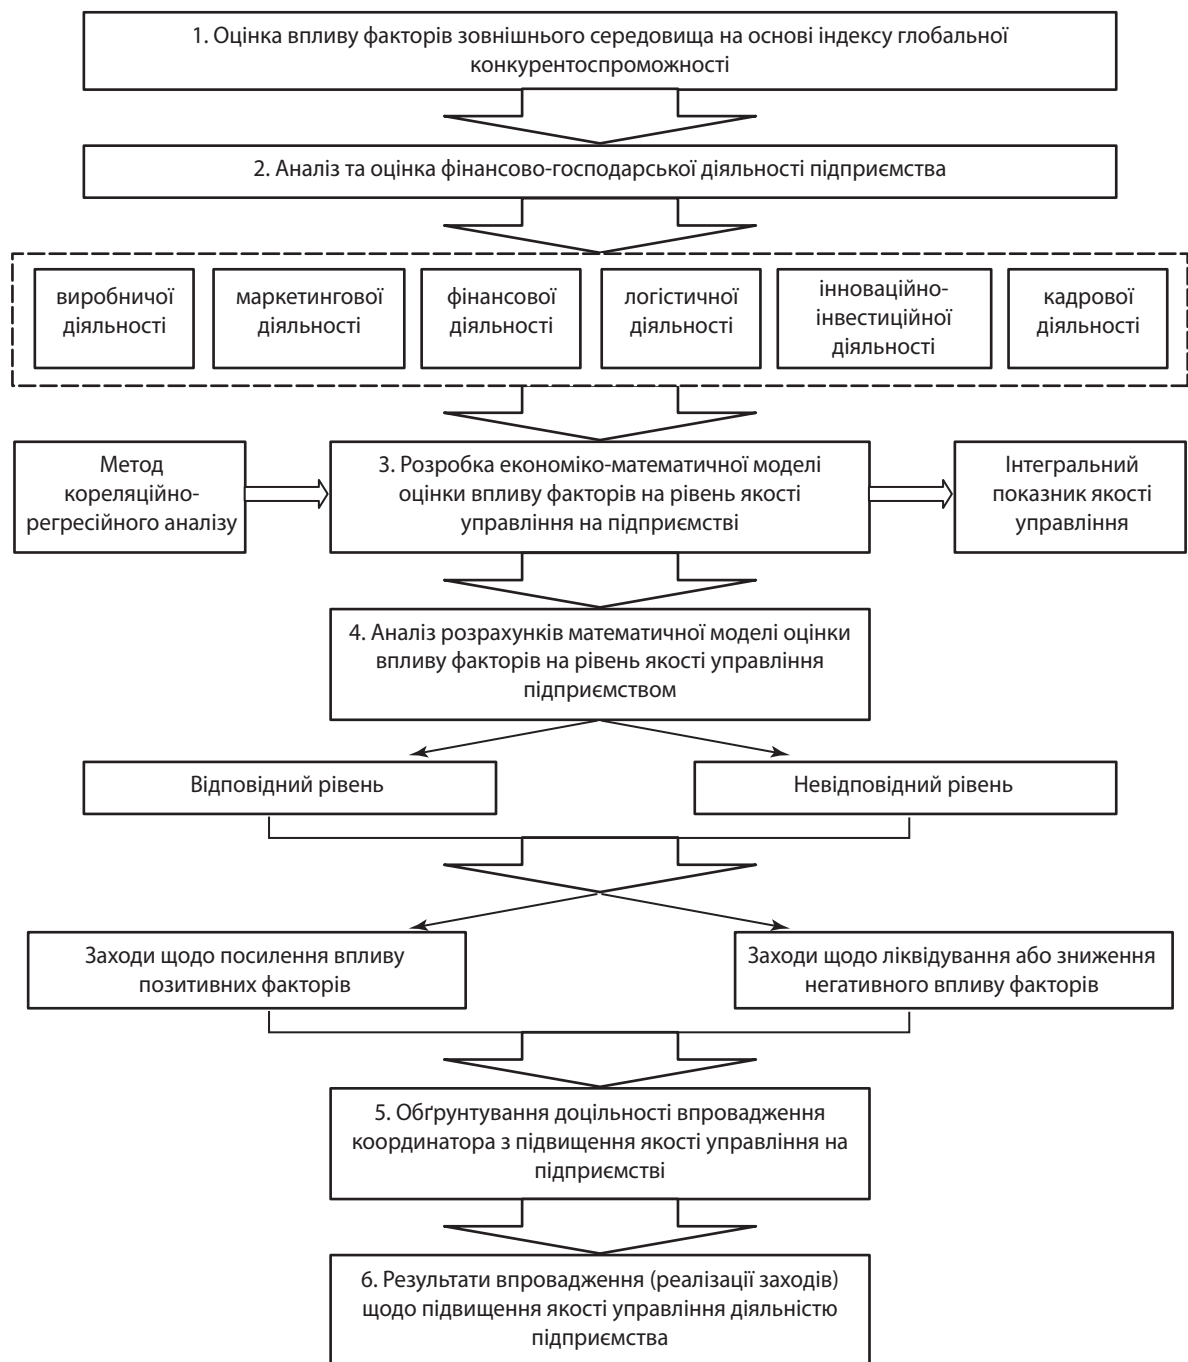 1. Оцінка впливу факторів зовнішнього середовища на основі індексу глобальної
конкурентоспроможності
2. Аналіз та оцінка фінансово-господарської діяльності підприємства
виробничої
діяльності
маркетингової
діяльності
фінансової
діяльності
логістичної
діяльності
інноваційно-
інвестиційної
діяльності
кадрової
діяльності
Метод
кореляційно-
регресійного аналізу
3. Розробка економіко-математичної моделі
оцінки впливу факторів на рівень якості
управління на підприємстві
Інтегральний
показник якості
управління
4. Аналіз розрахунків математичної моделі оцінки
впливу факторів на рівень якості управління
підприємством
Відповідний рівень
Невідповідний рівень
Заходи щодо посилення впливу
позитивних факторів
Заходи щодо ліквідування або зниження
негативного впливу факторів
5. Обґрунтування доцільності впровадження
координатора з підвищення якості управління на
підприємстві
6. Результати впровадження (реалізації заходів)
щодо підвищення якості управління діяльністю
підприємства